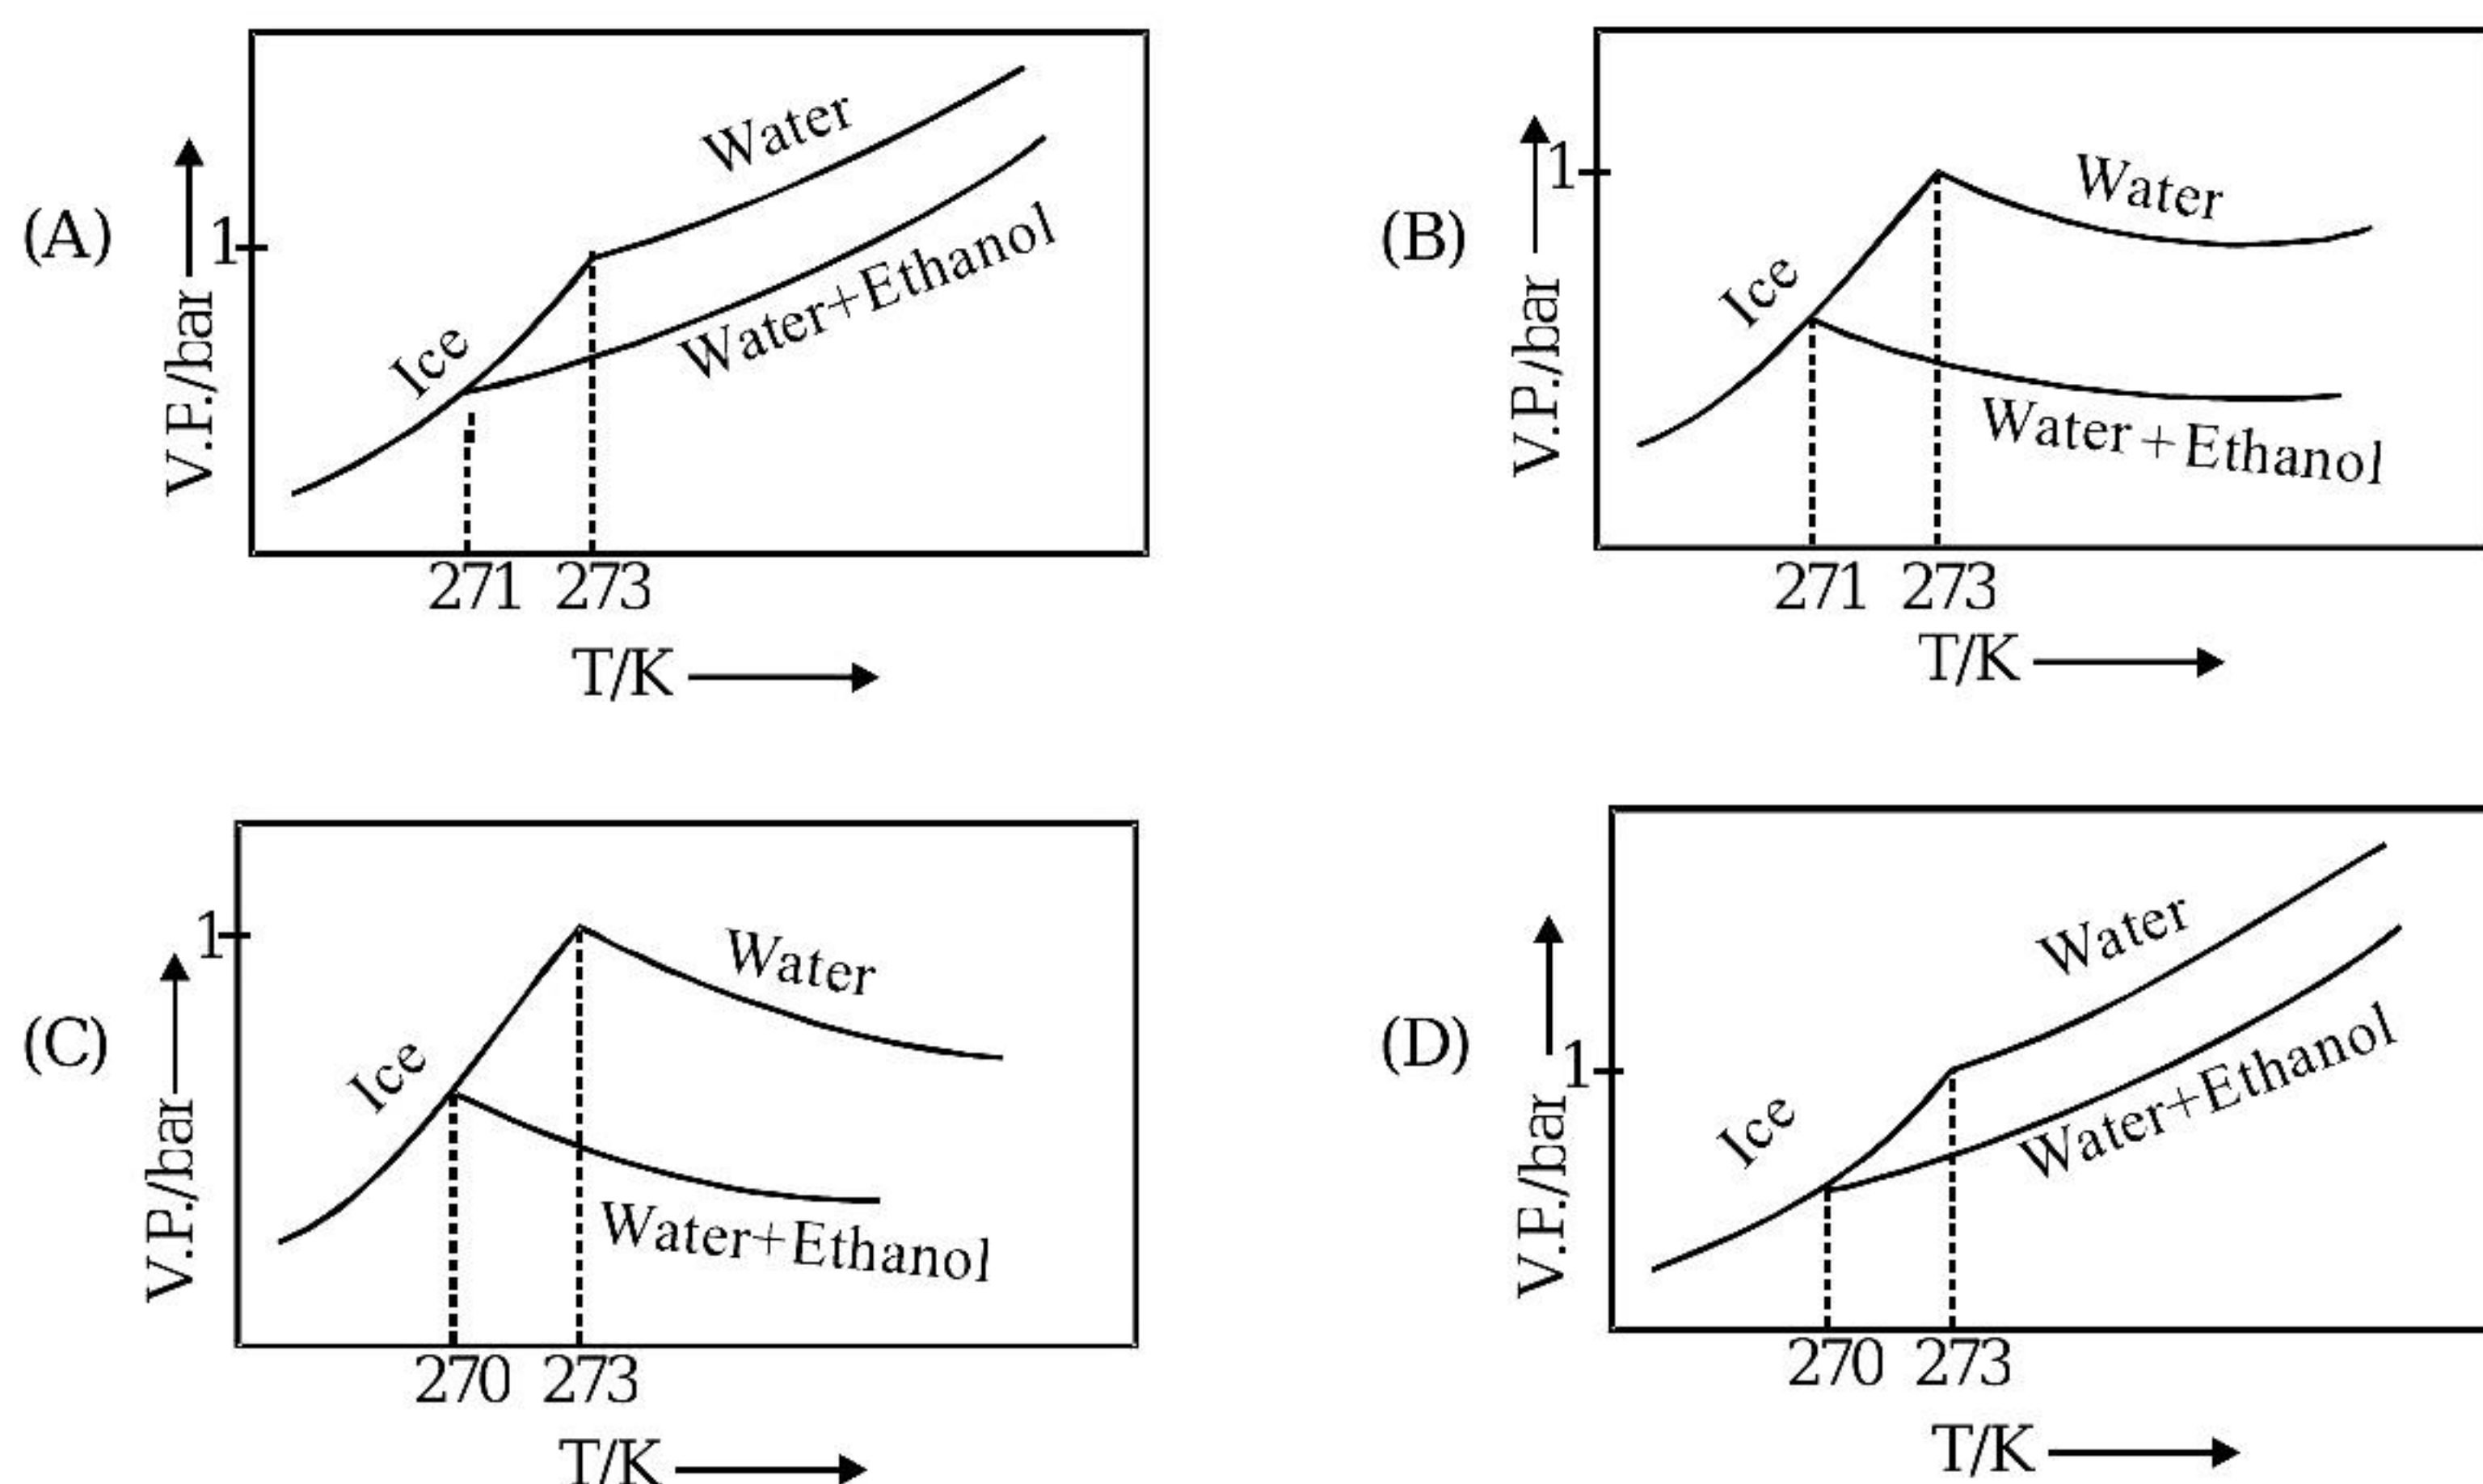 (A)
V.P./bar
1
Ice
Water
Water+Ethanol
271 273
T/K
(B)
V.P./bar
1
Ice
Water
Water+Ethanol
271 273
T/K
(C)
V.P./bar
1
Ice
Water
Water+Ethanol
270 273
T/K
(D)
V.P./bar
1
Ice
Water
Water+Ethanol
270 273
T/K